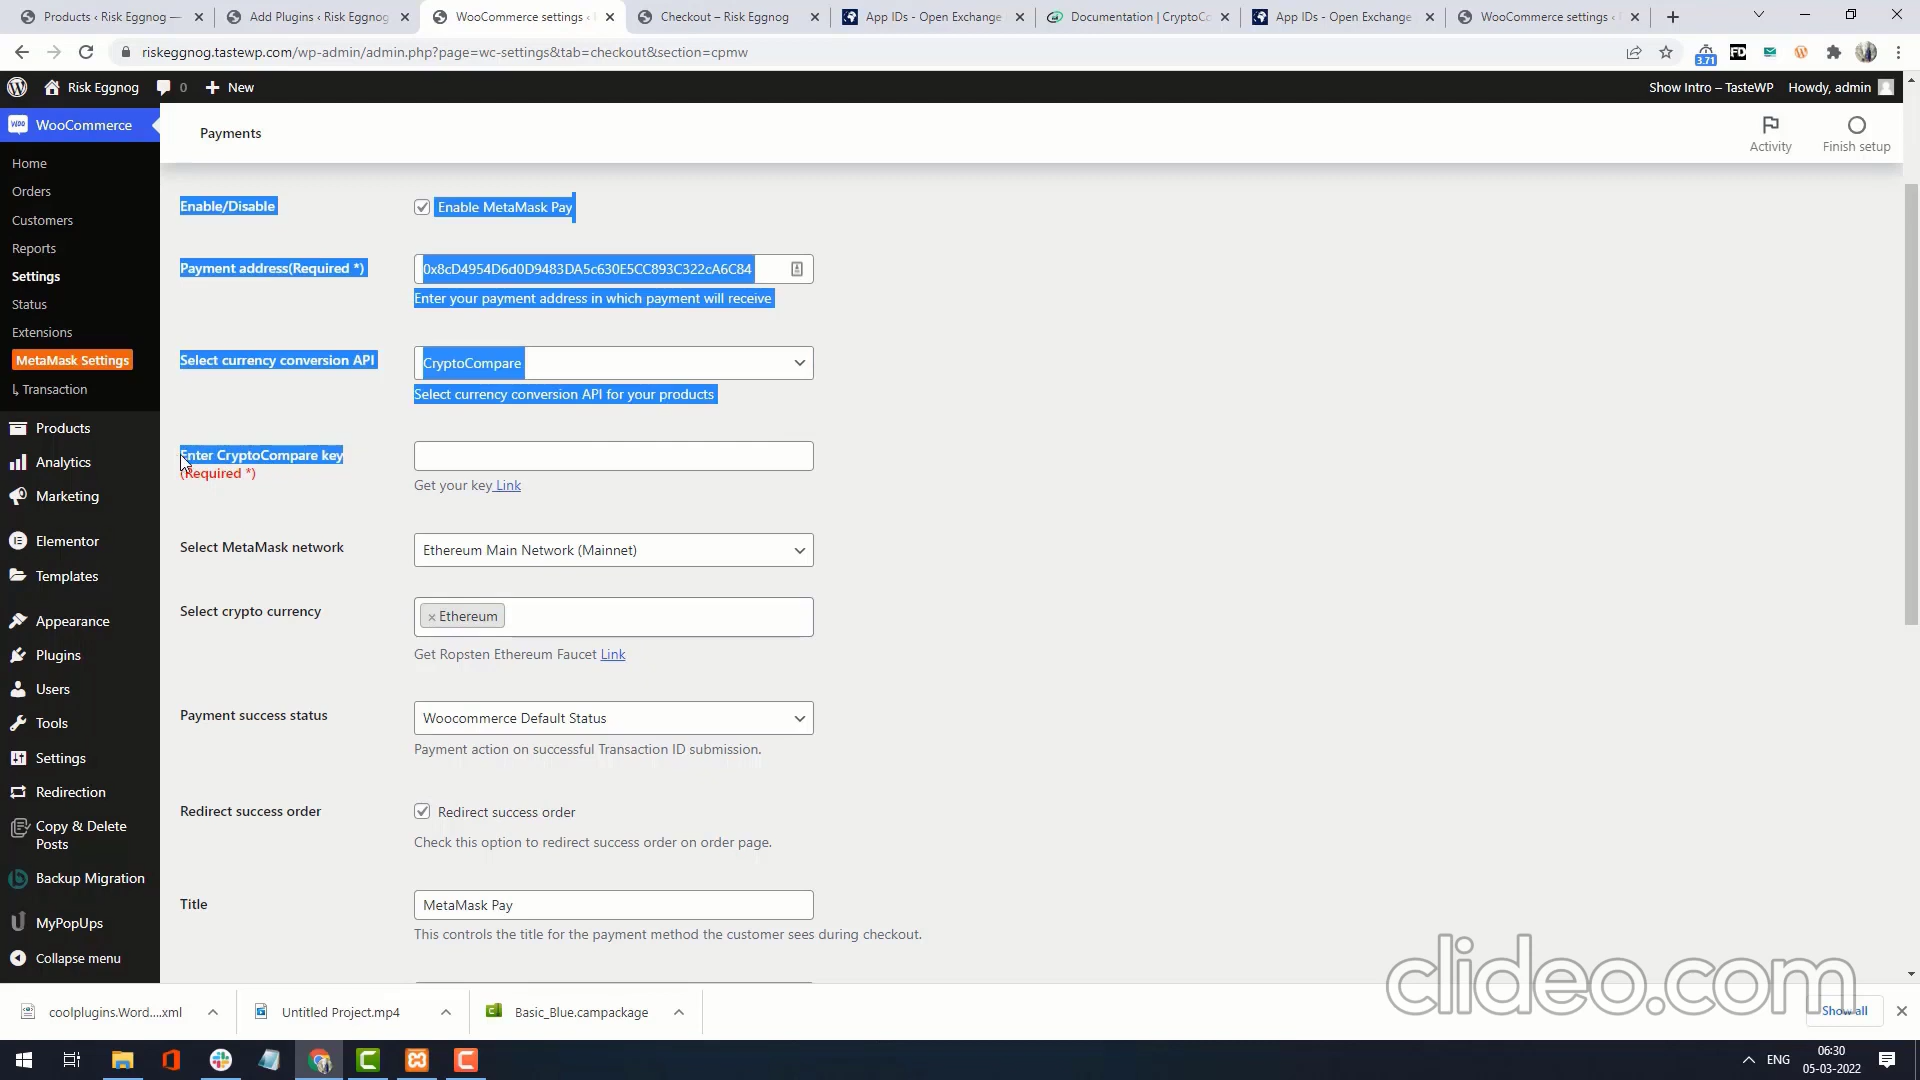 Products ‹ Risk Eggnog —
Add Plugins ‹ Risk Eggnog
WooCommerce settings ‹
Checkout – Risk Eggnog
App IDs - Open Exchange
Documentation | CryptoCo
App IDs - Open Exchange
WooCommerce settings ‹
riskeggnog.tastewp.com/wp-admin/admin.php?page=wc-settings&tab=checkout&section=cpmw
3.71
FD
Risk Eggnog
0
New
Show Intro – TasteWP
Howdy, admin
WooCommerce
Home
Orders
Customers
Reports
Settings
Status
Extensions
MetaMask Settings
↳ Transaction
Products
Analytics
Marketing
Elementor
Templates
Appearance
Plugins
Users
Tools
Settings
Redirection
Copy & Delete
Posts
Backup Migration
MyPopUps
Collapse menu
Payments
Activity
Finish setup
Enable/Disable
Enable MetaMask Pay
Payment address(Required *)
0x8cD4954D6d0D9483DA5c630E5CC893C322cA6C84
Enter your payment address in which payment will receive
Select currency conversion API
CryptoCompare
Select currency conversion API for your products
Enter CryptoCompare key
(Required *)
Get your key Link
Select MetaMask network
Ethereum Main Network (Mainnet)
Select crypto currency
× Ethereum
Get Ropsten Ethereum Faucet Link
Payment success status
Woocommerce Default Status
Payment action on successful Transaction ID submission.
Redirect success order
Redirect success order
Check this option to redirect success order on order page.
Title
MetaMask Pay
This controls the title for the payment method the customer sees during checkout.
clideo.com
coolplugins.Word....xml
Untitled Project.mp4
Basic_Blue.campackage
Show all
ENG
06:30
05-03-2022